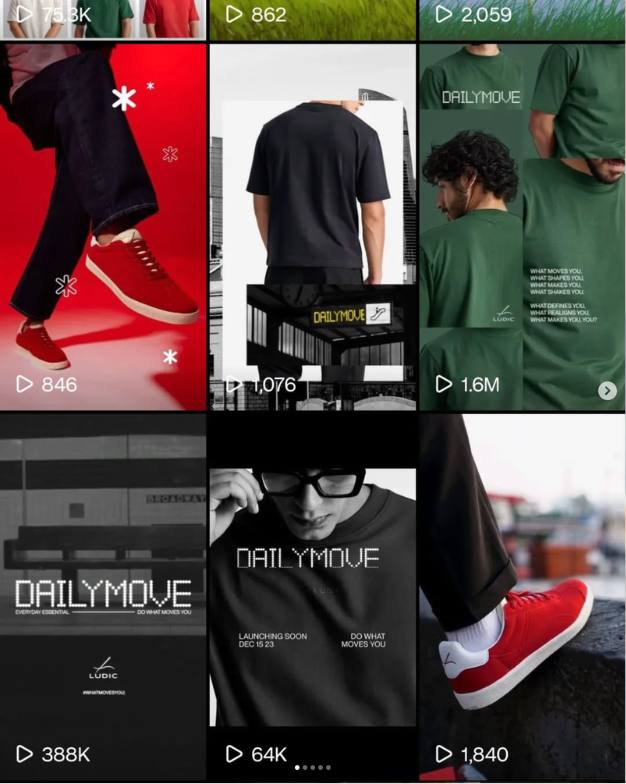 75.3K
862
2,059
846
DAILYMOVE
1,076
DAILYMOVE
WHAT MOVES YOU,
WHAT SHAPES YOU,
WHAT MAKES YOU,
WHAT SHAKES YOU.
WHAT DEFINES YOU,
WHAT REALIGNS YOU,
WHAT MAKES YOU, YOU?
LUDIC
1.6M
BROADWAY
DAILYMOVE
EVERYDAY ESSENTIAL
DO WHAT MOVES YOU
LUDIC
#WHATMOVESYOU
388K
DAILYMOVE
LAUNCHING SOON
DEC 15 23
DO WHAT
MOVES YOU
64K
1,840